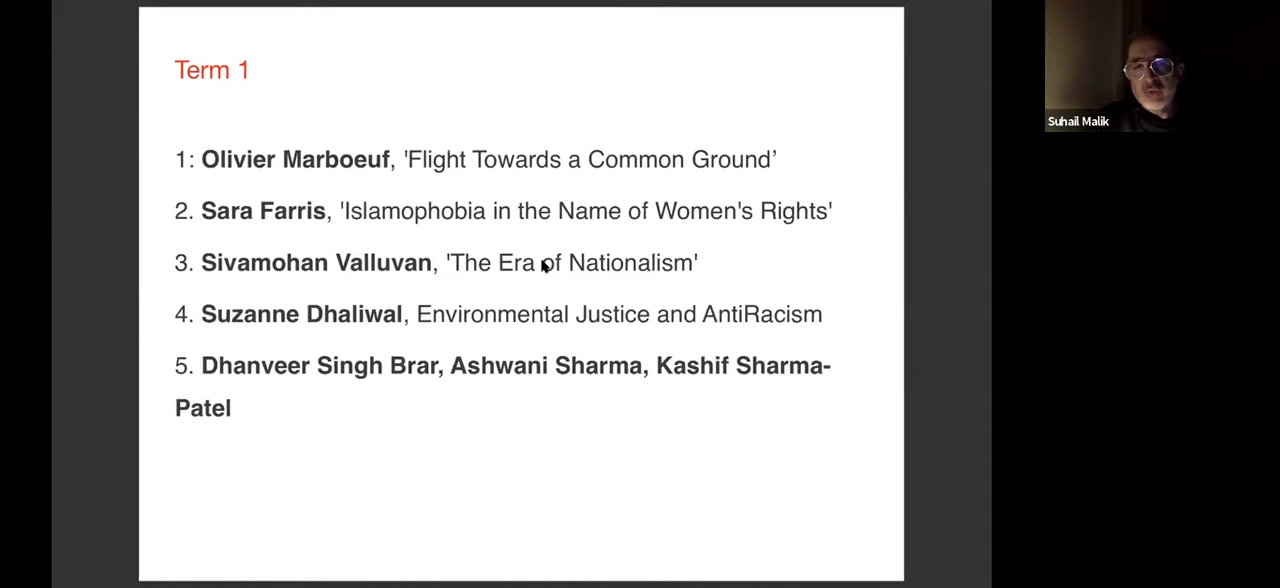 Term 1
1: Olivier Marboeuf, 'Flight Towards a Common Ground’
2. Sara Farris, 'Islamophobia in the Name of Women's Rights'
3. Sivamohan Valluvan, 'The Era of Nationalism'
4. Suzanne Dhaliwal, Environmental Justice and AntiRacism
5. Dhanveer Singh Brar, Ashwani Sharma, Kashif Sharma-
Patel
Suhail Malik